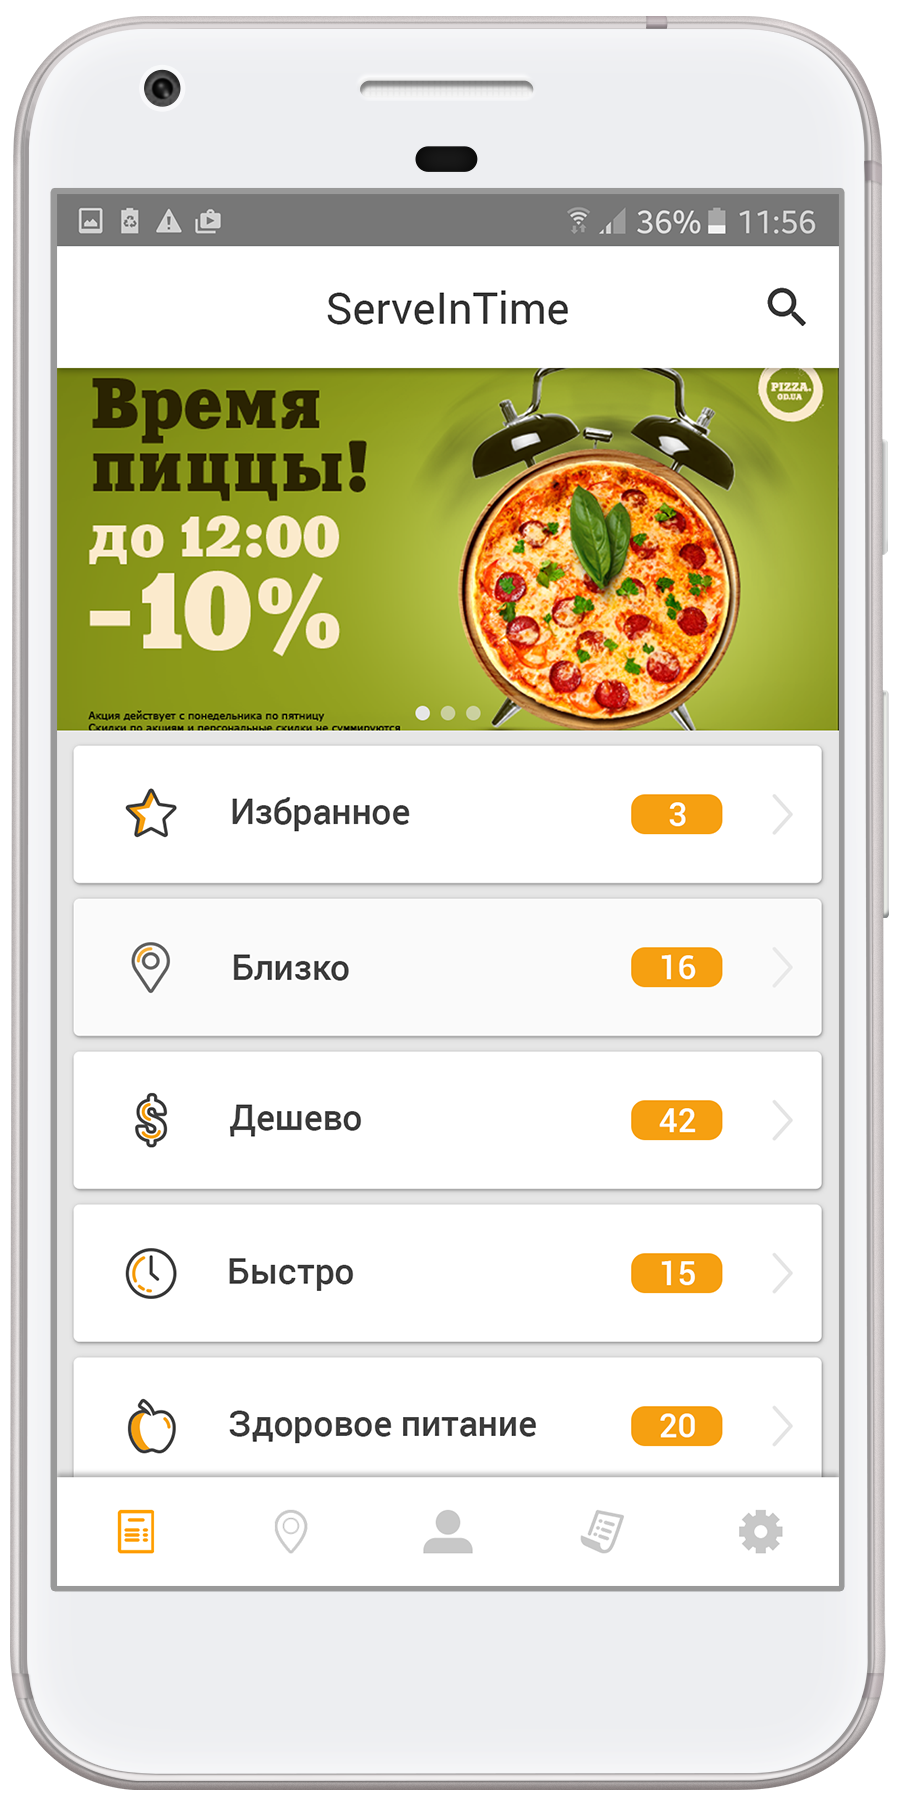 36% 11:56
ServeInTime
Время
пиццы!
до 12:00
-10%
PIZZA.
OD.UA
Акция действует с понедельника по пятницу
Скидки по акциям и персональные скидки не суммируются
Избранное 3
Близко 16
Дешево 42
Быстро 15
Здоровое питание 20